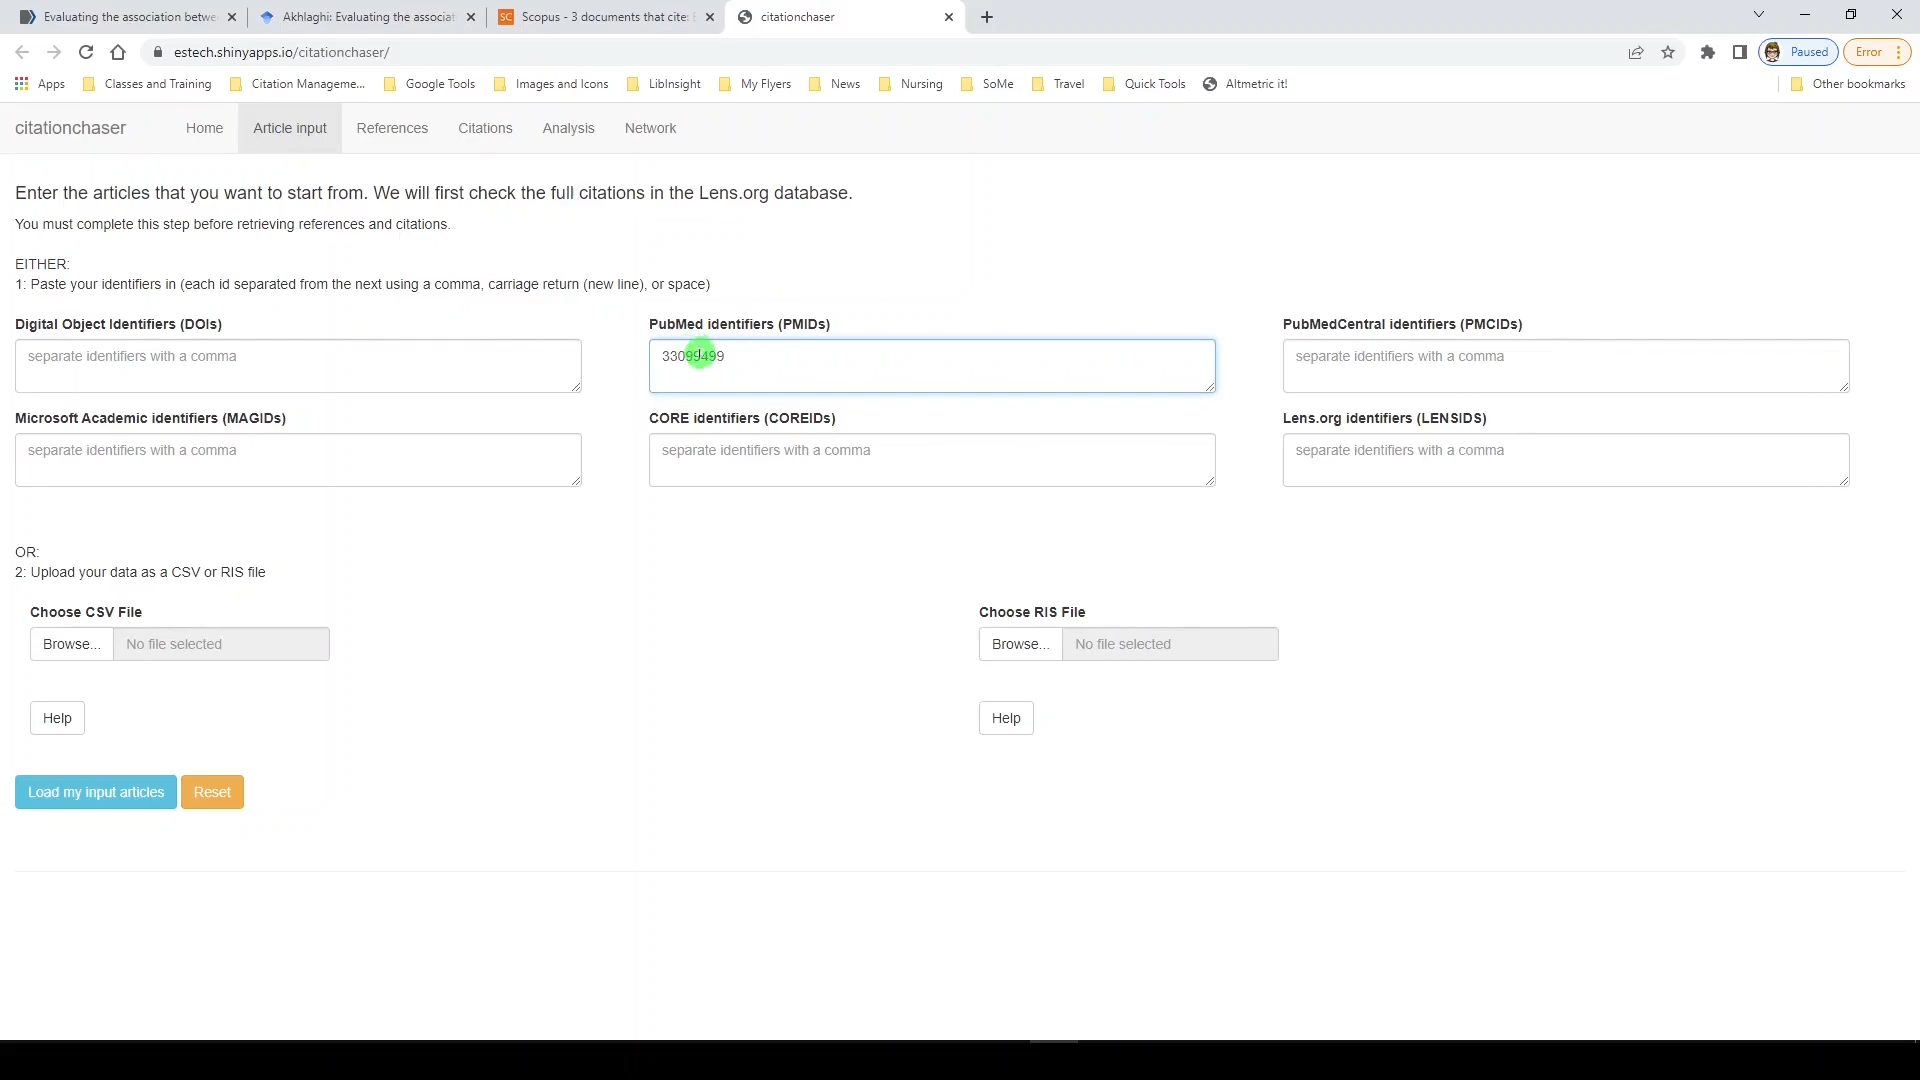 Evaluating the association betwe
Akhlaghi: Evaluating the associat
SC Scopus - 3 documents that cite:
citationchaser
estech.shinyapps.io/citationchaser/
Paused
Error
Apps
Classes and Training
Citation Manageme...
Google Tools
Images and Icons
LibInsight
My Flyers
News
Nursing
SoMe
Travel
Quick Tools
Altmetric it!
Other bookmarks
citationchaser
Home
Article input
References
Citations
Analysis
Network
Enter the articles that you want to start from. We will first check the full citations in the Lens.org database.
You must complete this step before retrieving references and citations.
EITHER:
1: Paste your identifiers in (each id separated from the next using a comma, carriage return (new line), or space)
Digital Object Identifiers (DOIs)
PubMed identifiers (PMIDs)
PubMedCentral identifiers (PMCIDs)
separate identifiers with a comma
33099499
separate identifiers with a comma
Microsoft Academic identifiers (MAGIDs)
CORE identifiers (COREIDs)
Lens.org identifiers (LENSIDS)
separate identifiers with a comma
separate identifiers with a comma
separate identifiers with a comma
OR:
2: Upload your data as a CSV or RIS file
Choose CSV File
Choose RIS File
Browse...
No file selected
Browse...
No file selected
Help
Help
Load my input articles
Reset